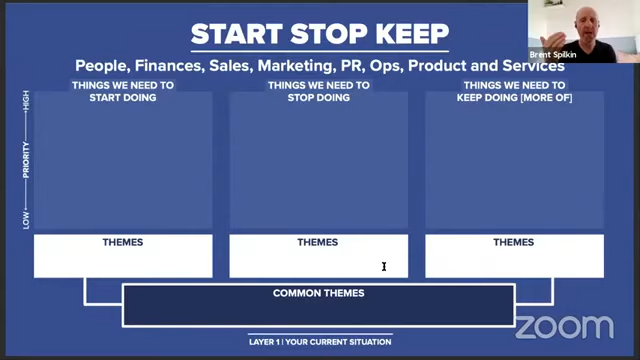 START STOP KEEP
Brent Spilkin
People, Finances, Sales, Marketing, PR, Ops, Product and Services
THINGS WE NEED TO
START DOING
THINGS WE NEED TO
STOP DOING
THINGS WE NEED TO
KEEP DOING [MORE OF]
HIGH
PRIORITY
LOW
THEMES
THEMES
THEMES
COMMON THEMES
zoom
LAYER 1 | YOUR CURRENT SITUATION